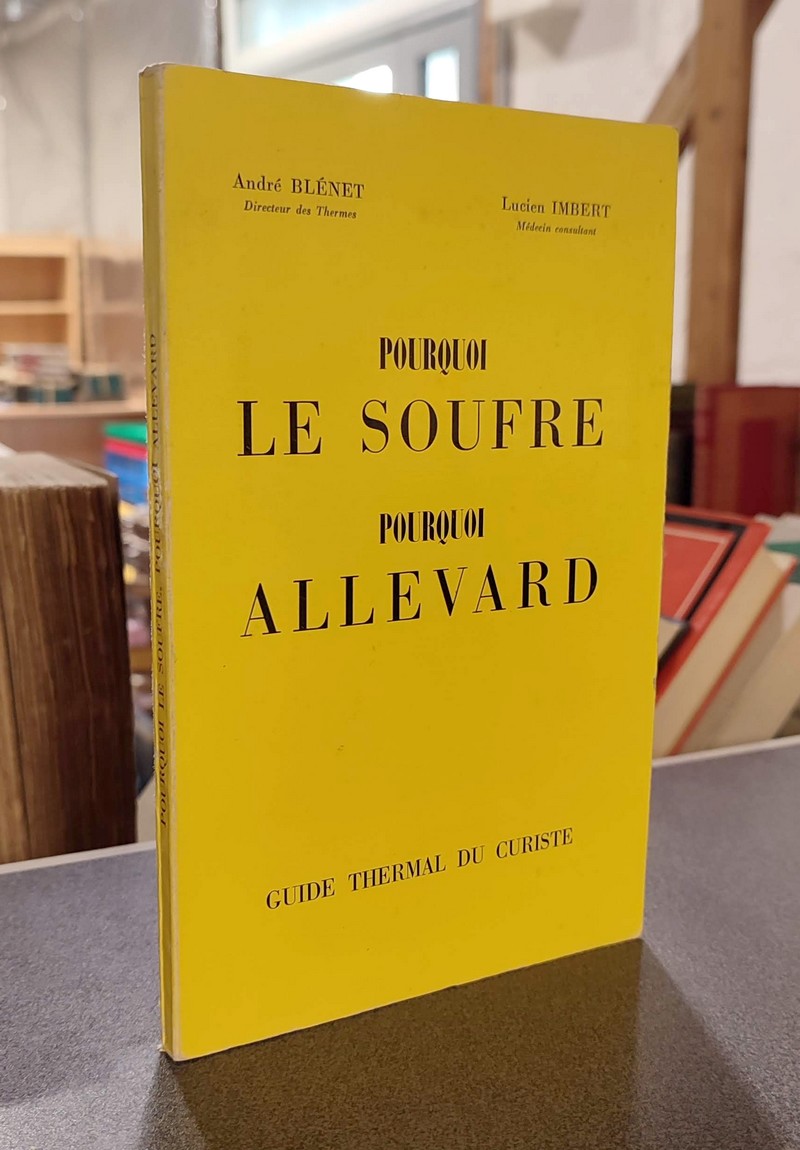 André BLÉNET
Directeur des Thermes
Lucien IMBERT
Médecin consultant
POURQUOI
LE SOUFRE
POURQUOI
ALLEVARD
GUIDE THERMAL DU CURISTE
POURQUOI LE SOUFRE, POURQUOI ALLEVARD